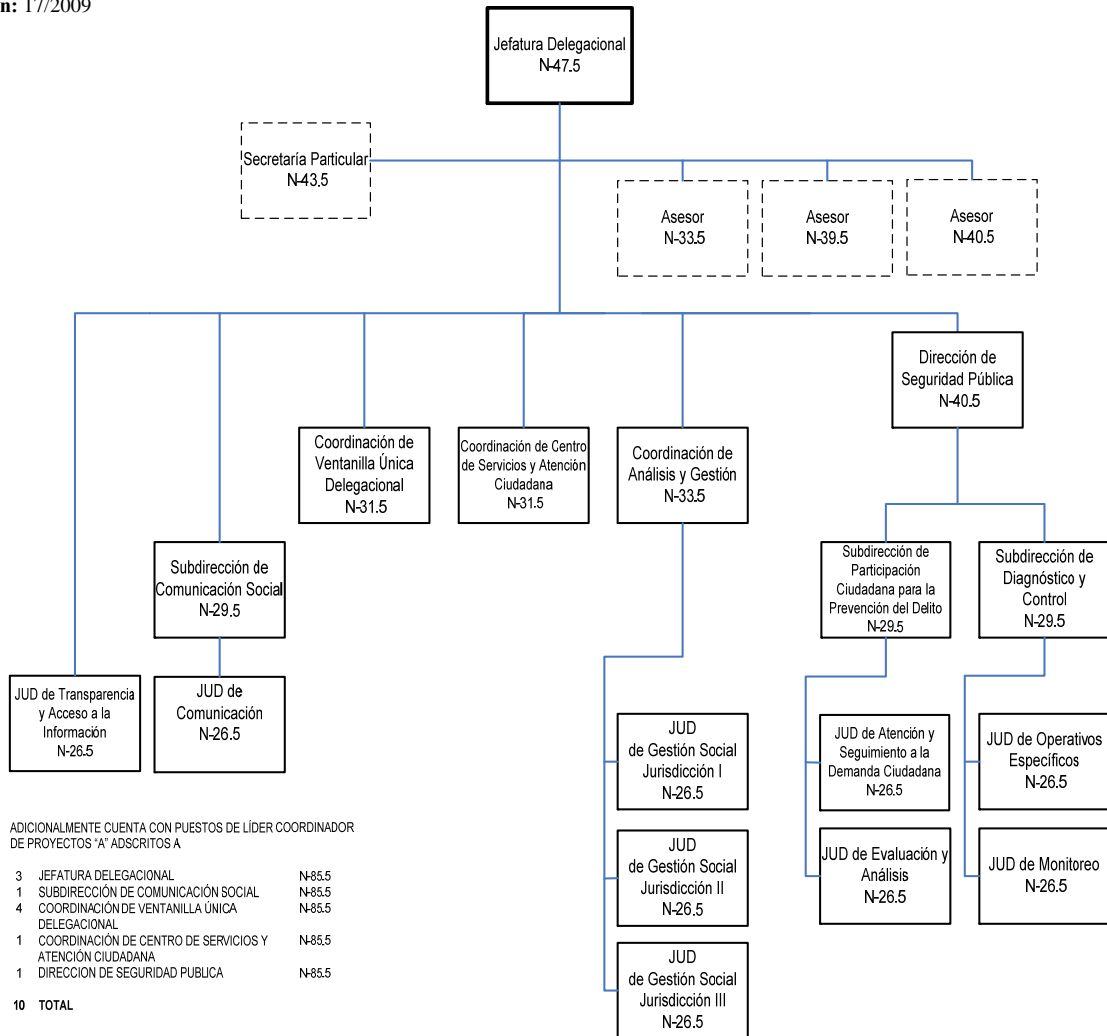 n: 17/2009
Jefatura Delegacional
N-47.5
Secretaría Particular
N-43.5
Asesor
N-33.5
Asesor
N-39.5
Asesor
N-40.5
Dirección de
Seguridad Pública
N-40.5
Coordinación de
Ventanilla Única
Delegacional
N-31.5
Coordinación de Centro
de Servicios y Atención
Ciudadana
N-31.5
Coordinación de
Análisis y Gestión
N-33.5
Subdirección de
Comunicación Social
N-29.5
Subdirección de
Participación
Ciudadana para la
Prevención del Delito
N-29.5
Subdirección de
Diagnóstico y
Control
N-29.5
JUD de Transparencia
y Acceso a la
Información
N-26.5
JUD de
Comunicación
N-26.5
JUD
de Gestión Social
Jurisdicción I
N-26.5
JUD de Atención y
Seguimiento a la
Demanda Ciudadana
N-26.5
JUD de Operativos
Específicos
N-26.5
JUD
de Gestión Social
Jurisdicción II
N-26.5
JUD de Evaluación y
Análisis
N-26.5
JUD de Monitoreo
N-26.5
JUD
de Gestión Social
Jurisdicción III
N-26.5
ADICIONALMENTE CUENTA CON PUESTOS DE LÍDER COORDINADOR
DE PROYECTOS “A” ADSCRITOS A
3 JEFATURA DELEGACIONAL N-85.5
1 SUBDIRECCIÓN DE COMUNICACIÓN SOCIAL N-85.5
4 COORDINACIÓN DE VENTANILLA ÚNICA N-85.5
DELEGACIONAL
1 COORDINACIÓN DE CENTRO DE SERVICIOS Y N-85.5
ATENCIÓN CIUDADANA
1 DIRECCION DE SEGURIDAD PUBLICA N-85.5
10 TOTAL